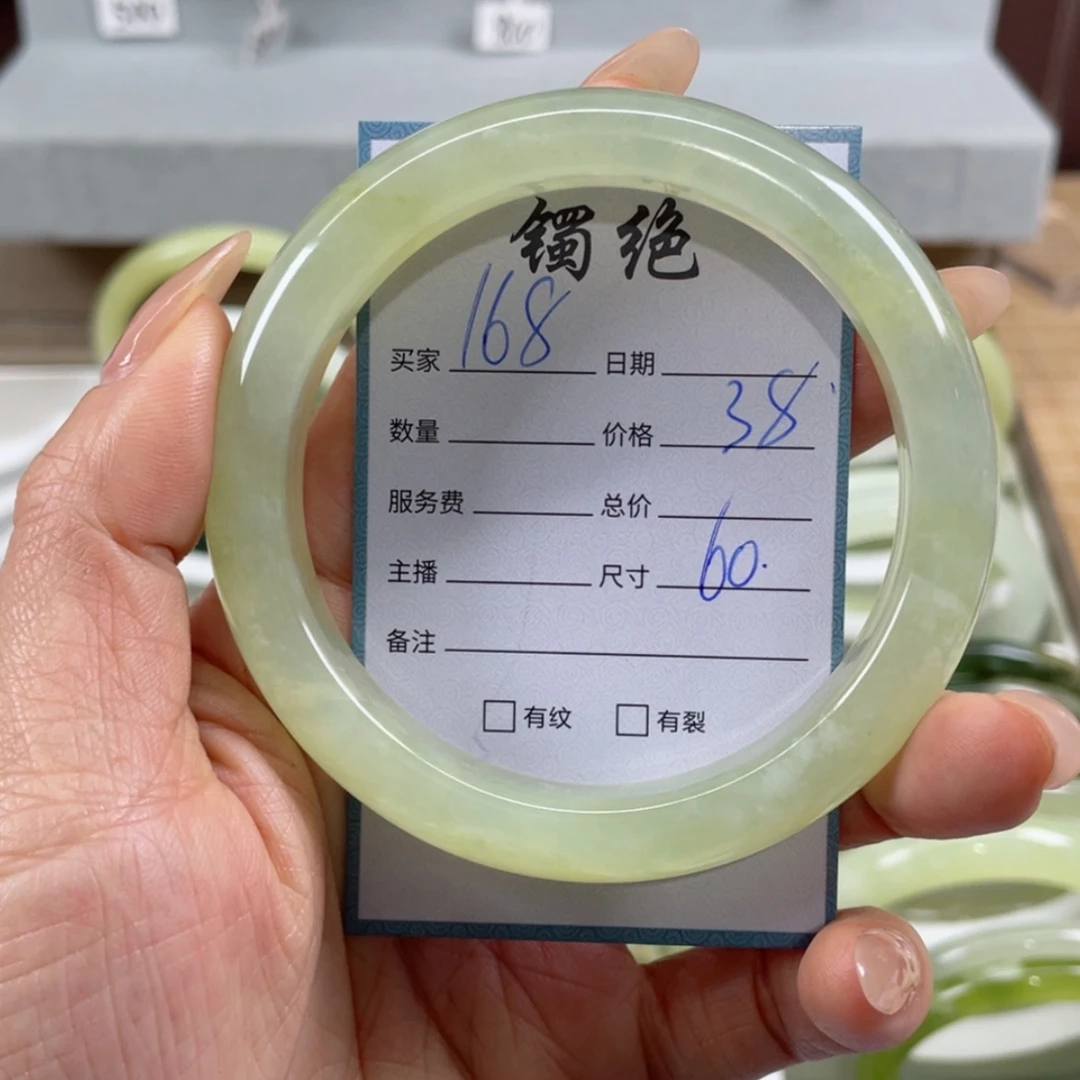 镯绝
买家 168 日期
数量 价格 38
服务费 总价
主播 尺寸 60.
备注
□有纹 □有裂